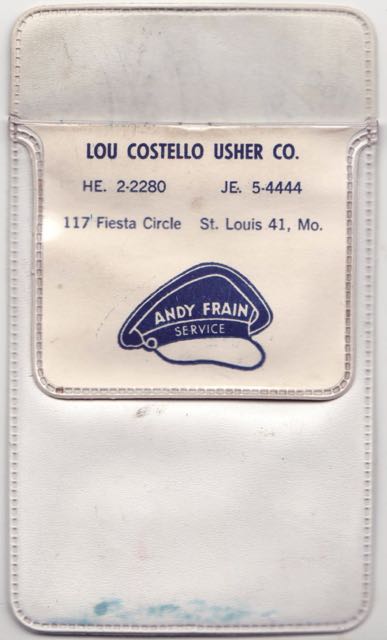 LOU COSTELLO USHER CO.
HE. 2-2280 JE. 5-4444
117 Fiesta Circle St. Louis 41, Mo.
ANDY FRAIN
SERVICE